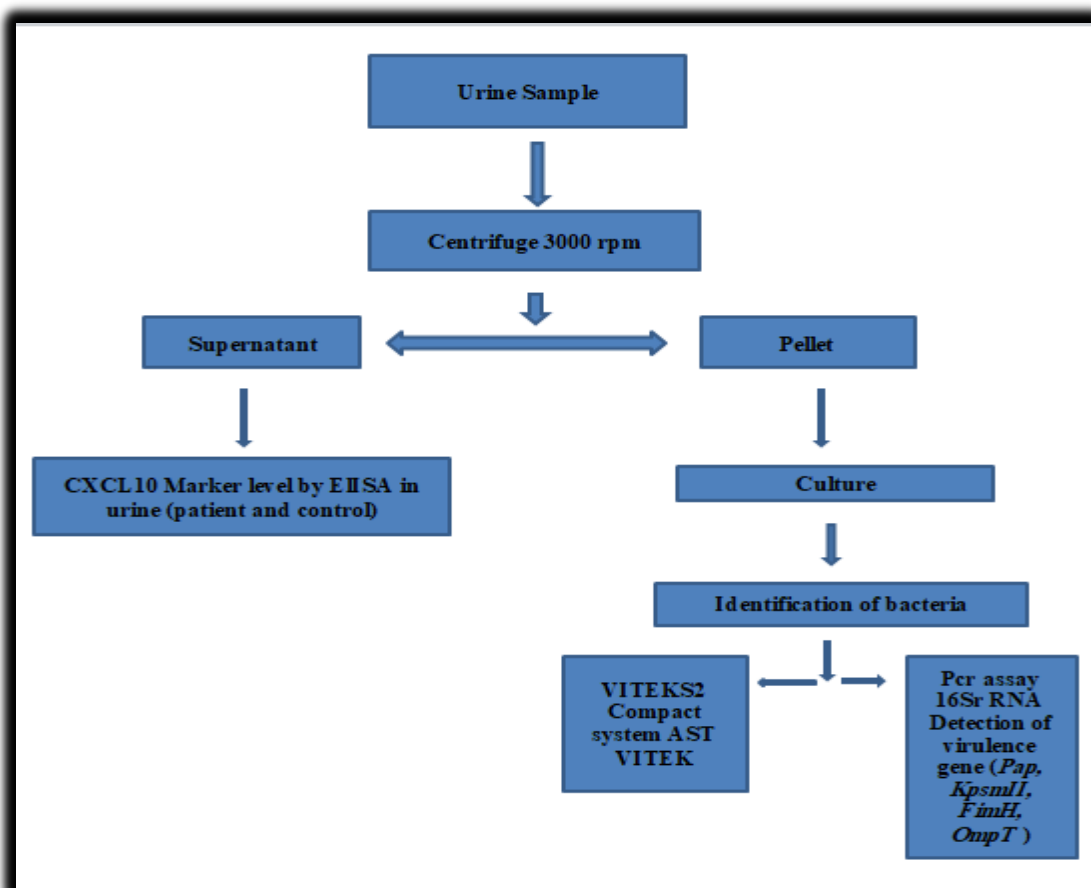 Urine Sample
Centrifuge 3000 rpm
Supernatant
Pellet
CXCL10 Marker level by EIISA in
urine (patient and control)
Culture
Identification of bacteria
VITEKS2
Compact
system AST
VITEK
Pcr assay
16Sr RNA
Detection of
virulence
gene (Pap,
KpsmII,
FimH,
OmpT )